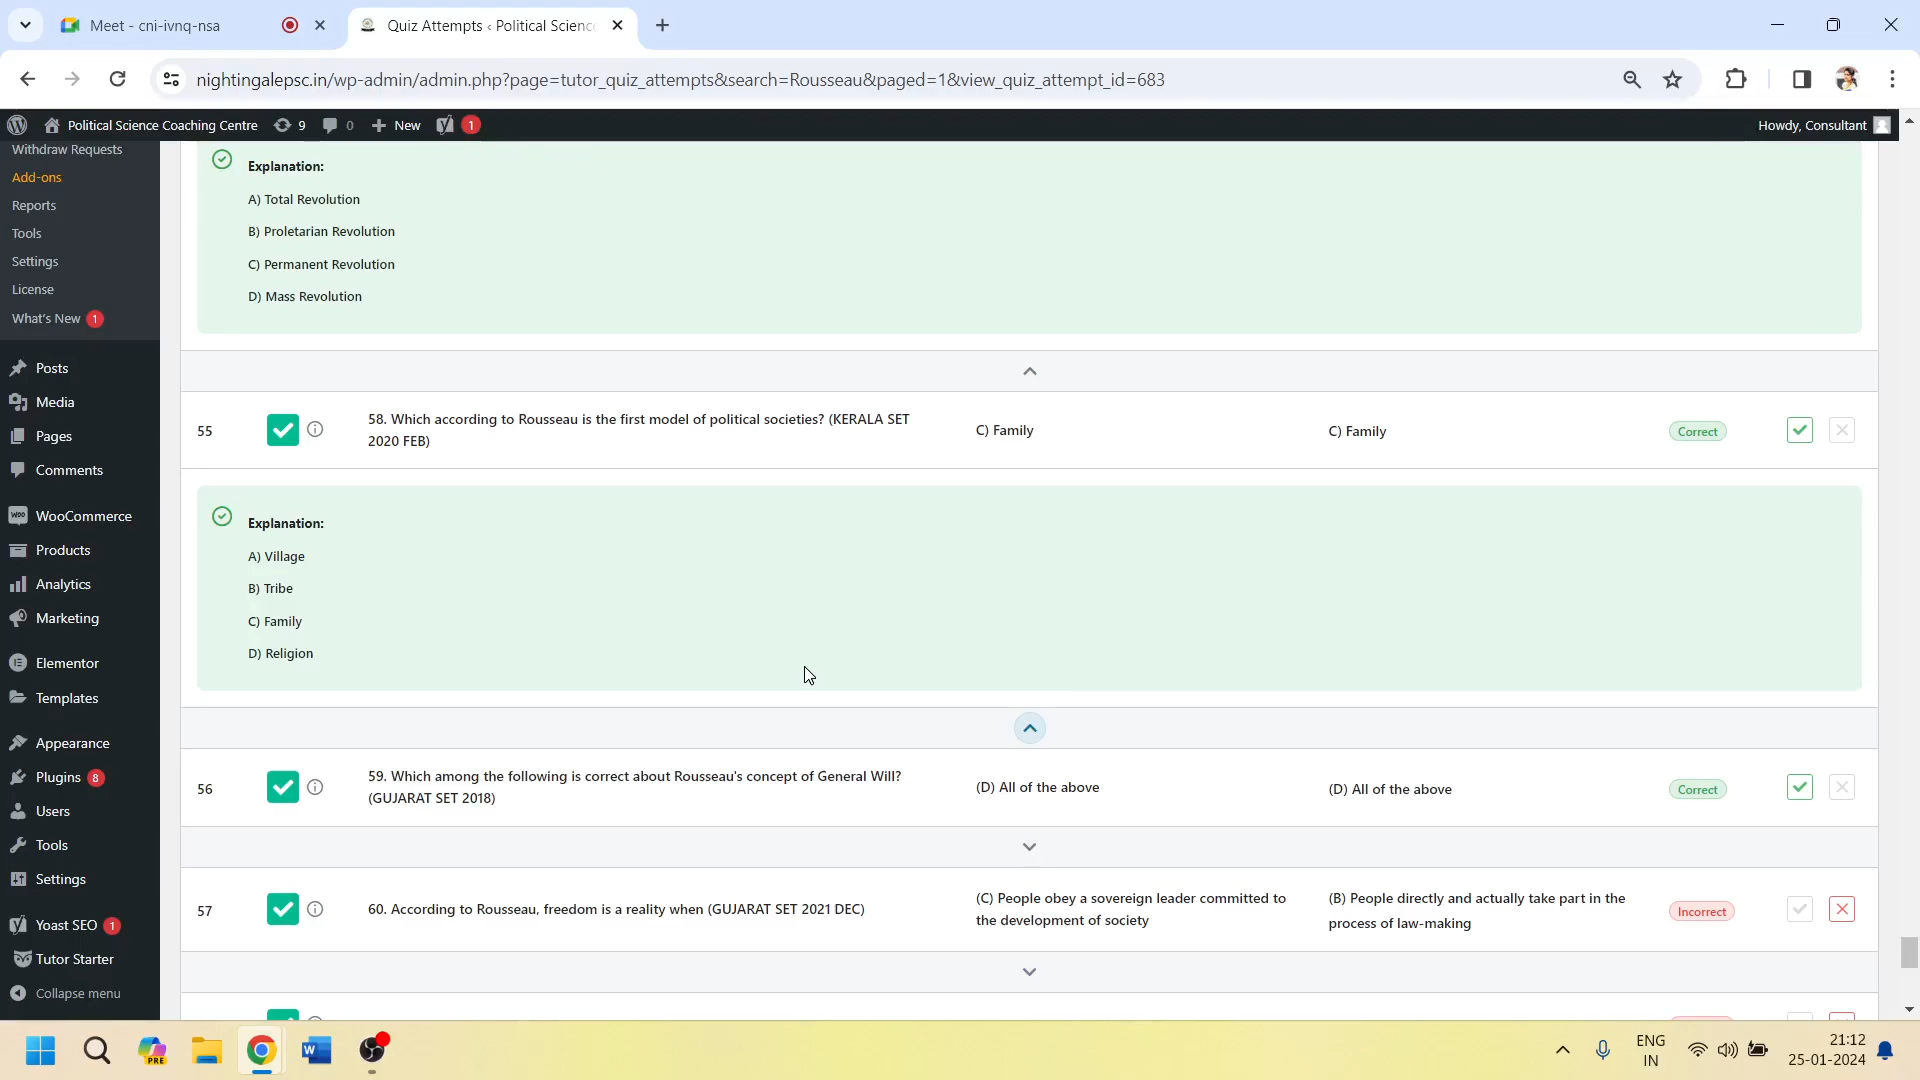 Meet - cni-ivnq-nsa
Quiz Attempts ‹ Political Science
nightingalepsc.in/wp-admin/admin.php?page=tutor_quiz_attempts&search=Rousseau&paged=1&view_quiz_attempt_id=683
Political Science Coaching Centre 9 0 New 1 Howdy, Consultant
Withdraw Requests
Add-ons
Reports
Tools
Settings
License
What's New 1
Posts
Media
Pages
Comments
WooCommerce
Products
Analytics
Marketing
Elementor
Templates
Appearance
Plugins 8
Users
Tools
Settings
Yoast SEO 1
Tutor Starter
Collapse menu
Explanation:
A) Total Revolution
B) Proletarian Revolution
C) Permanent Revolution
D) Mass Revolution
55
58. Which according to Rousseau is the first model of political societies? (KERALA SET
2020 FEB)
C) Family
C) Family
Correct
Explanation:
A) Village
B) Tribe
C) Family
D) Religion
56
59. Which among the following is correct about Rousseau's concept of General Will?
(GUJARAT SET 2018)
(D) All of the above
(D) All of the above
Correct
57
60. According to Rousseau, freedom is a reality when (GUJARAT SET 2021 DEC)
(C) People obey a sovereign leader committed to
the development of society
(B) People directly and actually take part in the
process of law-making
Incorrect
PRE
ENG
IN
21:12
25-01-2024